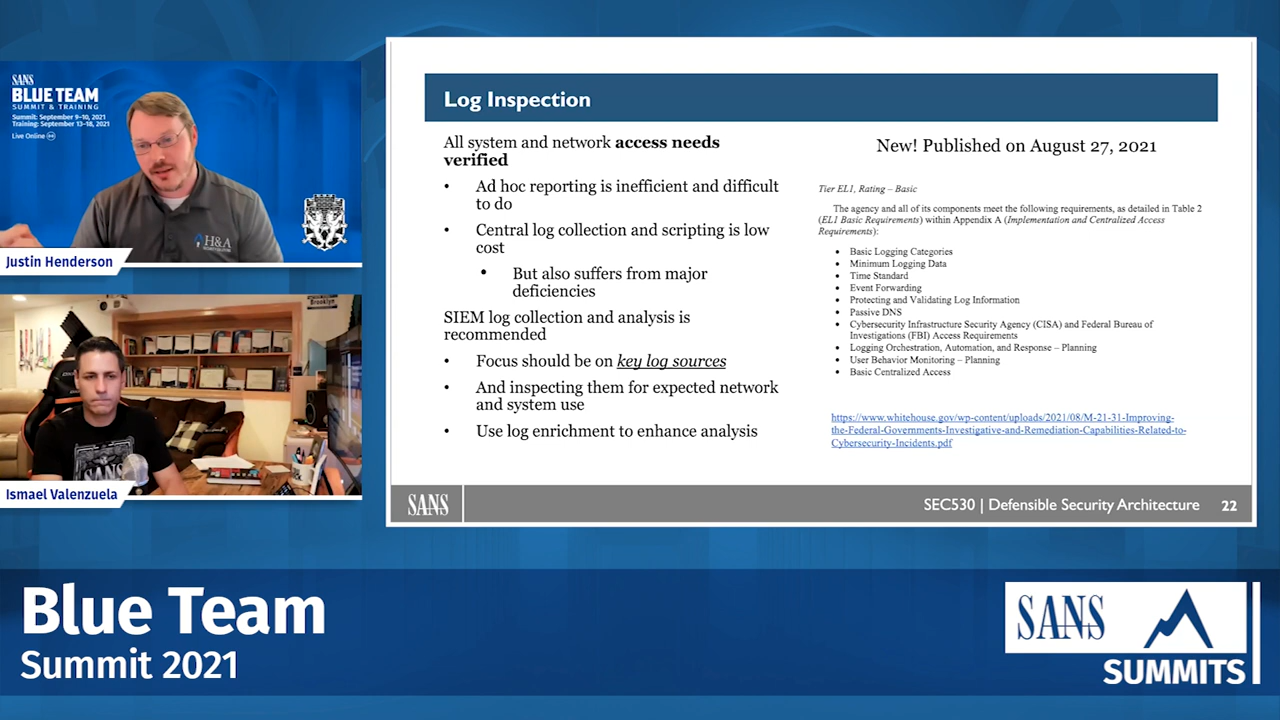 SANS
BLUE TEAM
SUMMIT & TRAINING
Summit: September 9-10, 2021
Training: September 13-18, 2021
Live Online
H&A
Justin Henderson
Brooklyn
SANS
Ismael Valenzuela
Log Inspection
All system and network access needs
verified
• Ad hoc reporting is inefficient and difficult
to do
• Central log collection and scripting is low
cost
• But also suffers from major
deficiencies
SIEM log collection and analysis is
recommended
• Focus should be on key log sources
• And inspecting them for expected network
and system use
• Use log enrichment to enhance analysis
New! Published on August 27, 2021
Tier EL1, Rating – Basic
The agency and all of its components meet the following requirements, as detailed in Table 2
(EL1 Basic Requirements) within Appendix A (Implementation and Centralized Access
Requirements):
• Basic Logging Categories
• Minimum Logging Data
• Time Standard
• Event Forwarding
• Protecting and Validating Log Information
• Passive DNS
• Cybersecurity Infrastructure Security Agency (CISA) and Federal Bureau of
Investigations (FBI) Access Requirements
• Logging Orchestration, Automation, and Response – Planning
• User Behavior Monitoring – Planning
• Basic Centralized Access
https://www.whitehouse.gov/wp-content/uploads/2021/08/M-21-31-Improving-
the-Federal-Governments-Investigative-and-Remediation-Capabilities-Related-to-
Cybersecurity-Incidents.pdf
SANS
SEC530 | Defensible Security Architecture 22
Blue Team
Summit 2021
SANS
SUMMITS